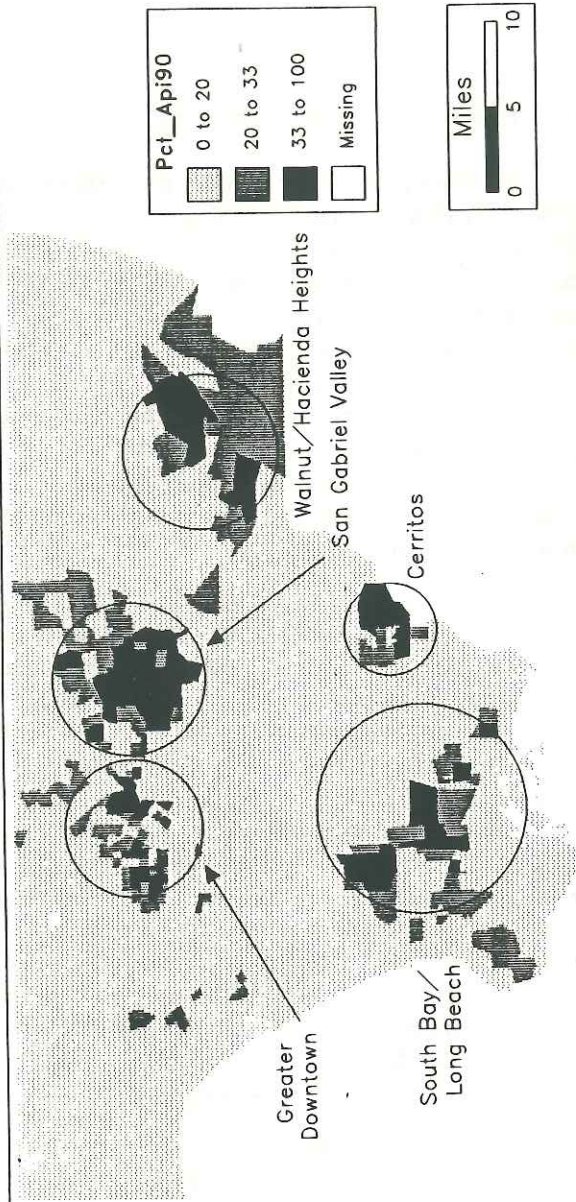 Pct_Api90
0 to 20
20 to 33
33 to 100
Missing
Miles
0 5 10
Walnut/Hacienda Heights
San Gabriel Valley
Cerritos
Greater
Downtown
South Bay/
Long Beach